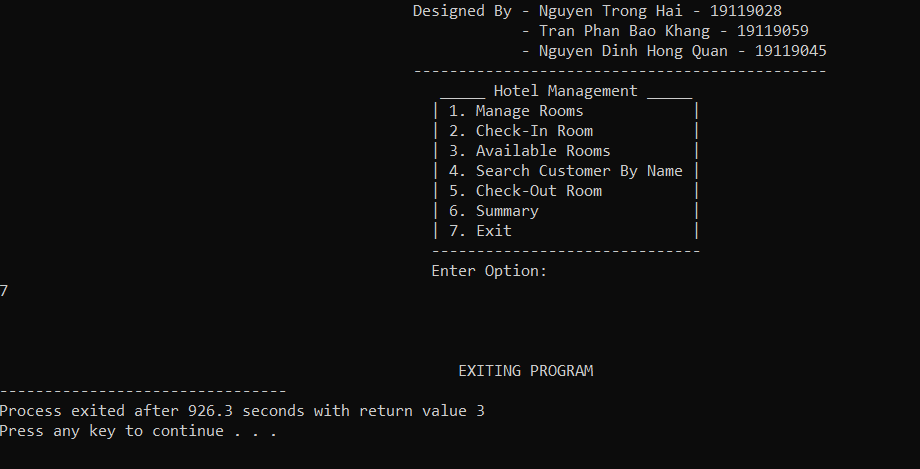 Designed By - Nguyen Trong Hai - 19119028
- Tran Phan Bao Khang - 19119059
- Nguyen Dinh Hong Quan - 19119045
----------------------------------------------
_____ Hotel Management _____
| 1. Manage Rooms            |
| 2. Check-In Room           |
| 3. Available Rooms         |
| 4. Search Customer By Name |
| 5. Check-Out Room          |
| 6. Summary                 |
| 7. Exit                    |
------------------------------
Enter Option:
7
EXITING PROGRAM
--------------------------------
Process exited after 926.3 seconds with return value 3
Press any key to continue . . .